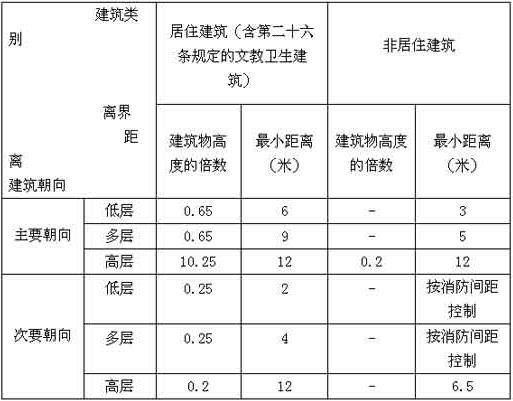 建筑类
别
离界
距
离
建筑朝向
居住建筑（含第二十六
条规定的文教卫生建
筑）
非居住建筑
建筑物高
度的倍数
最小距离
（米）
建筑物高度
的倍数
最小距离
（米）
主要朝向
低层 0.65 6 - 3
多层 0.65 9 - 5
高层 10.25 12 0.2 12
次要朝向
低层 0.25 2 - 按消防间距
控制
多层 0.25 4 - 按消防间距
控制
高层 0.2 12 - 6.5